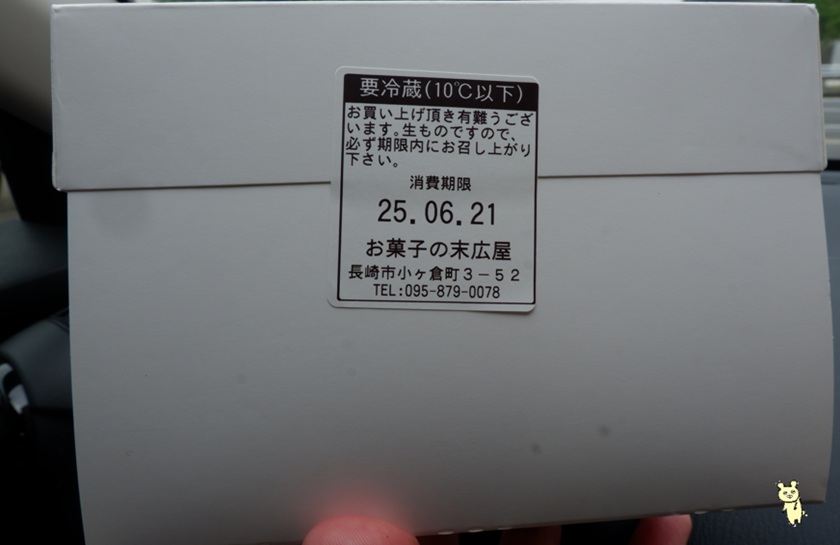 要冷蔵(10℃以下)
お買い上げ頂き有難うござ
います。生ものですので、
必ず期限内にお召し上がり
下さい。
消費期限
25.06.21
お菓子の末広屋
長崎市小ヶ倉町3-52
TEL:095-879-0078